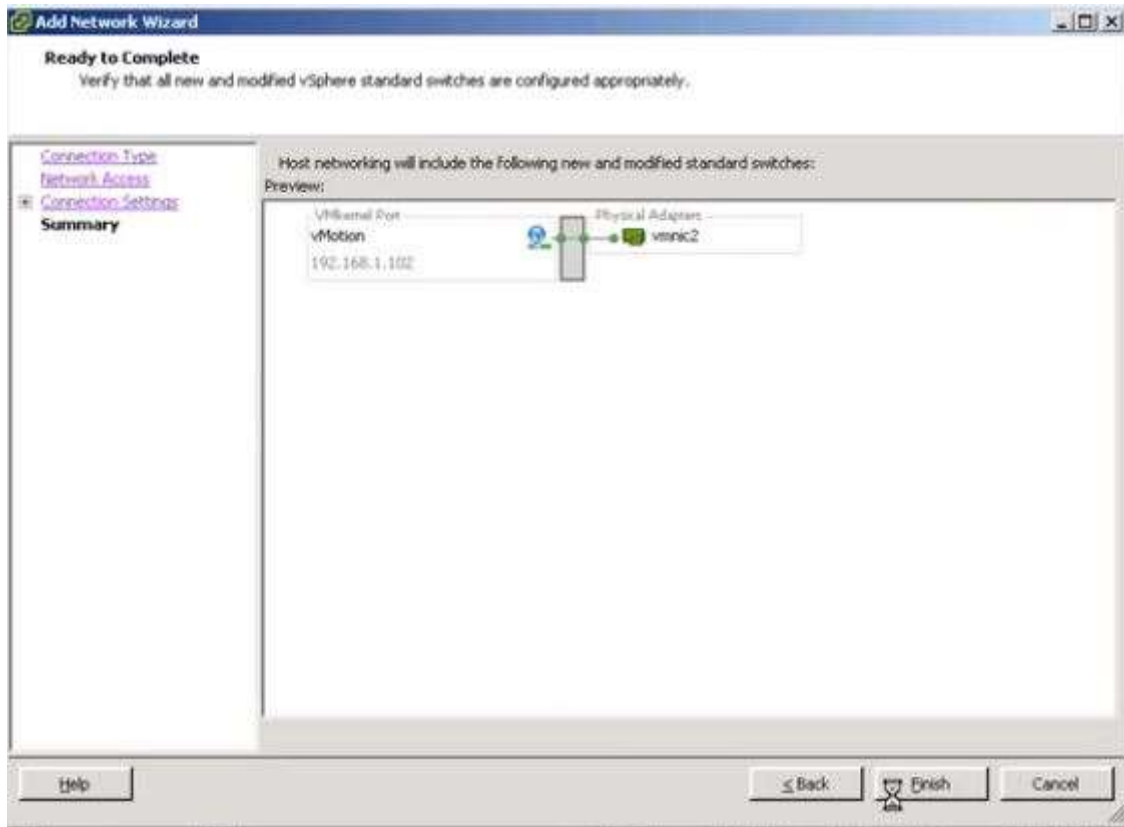 Add Network Wizard
Ready to Complete
Verify that all new and modified vSphere standard switches are configured appropriately.
Connection Type
Network Access
Connection Settings
Summary
Host networking will include the following new and modified standard switches:
Preview:
VMkernel Port
Physical Adapters
vMotion
vmnic2
192.168.1.102
Help
< Back
Finish
Cancel